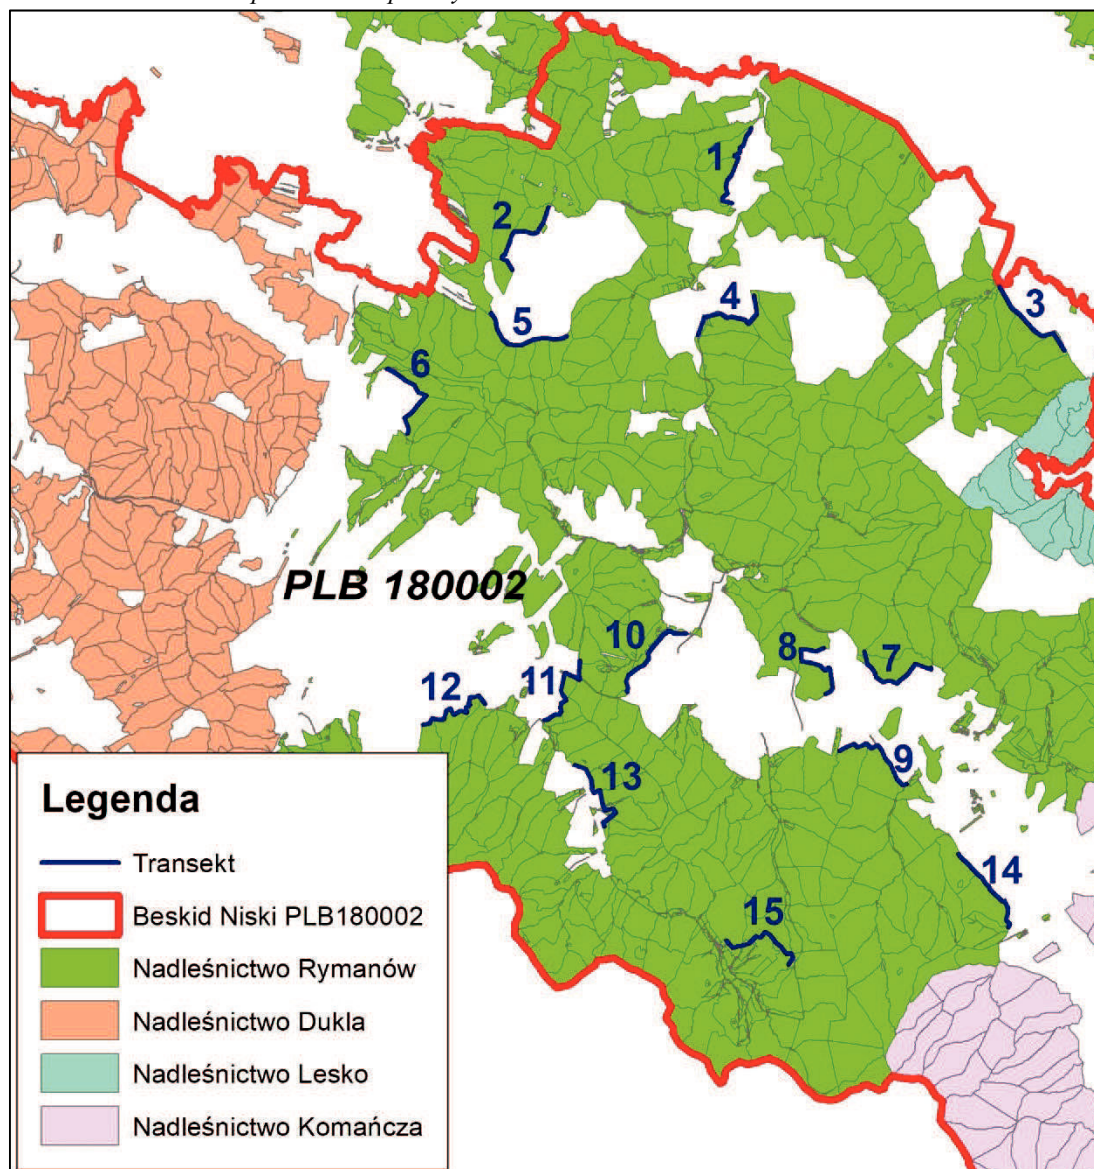 1
2
3
4
5
6
PLB 180002
10
8
7
11
12
9
13
14
15
Legenda
Transekt
Beskid Niski PLB180002
Nadleśnictwo Rymanów
Nadleśnictwo Dukla
Nadleśnictwo Lesko
Nadleśnictwo Komańcza